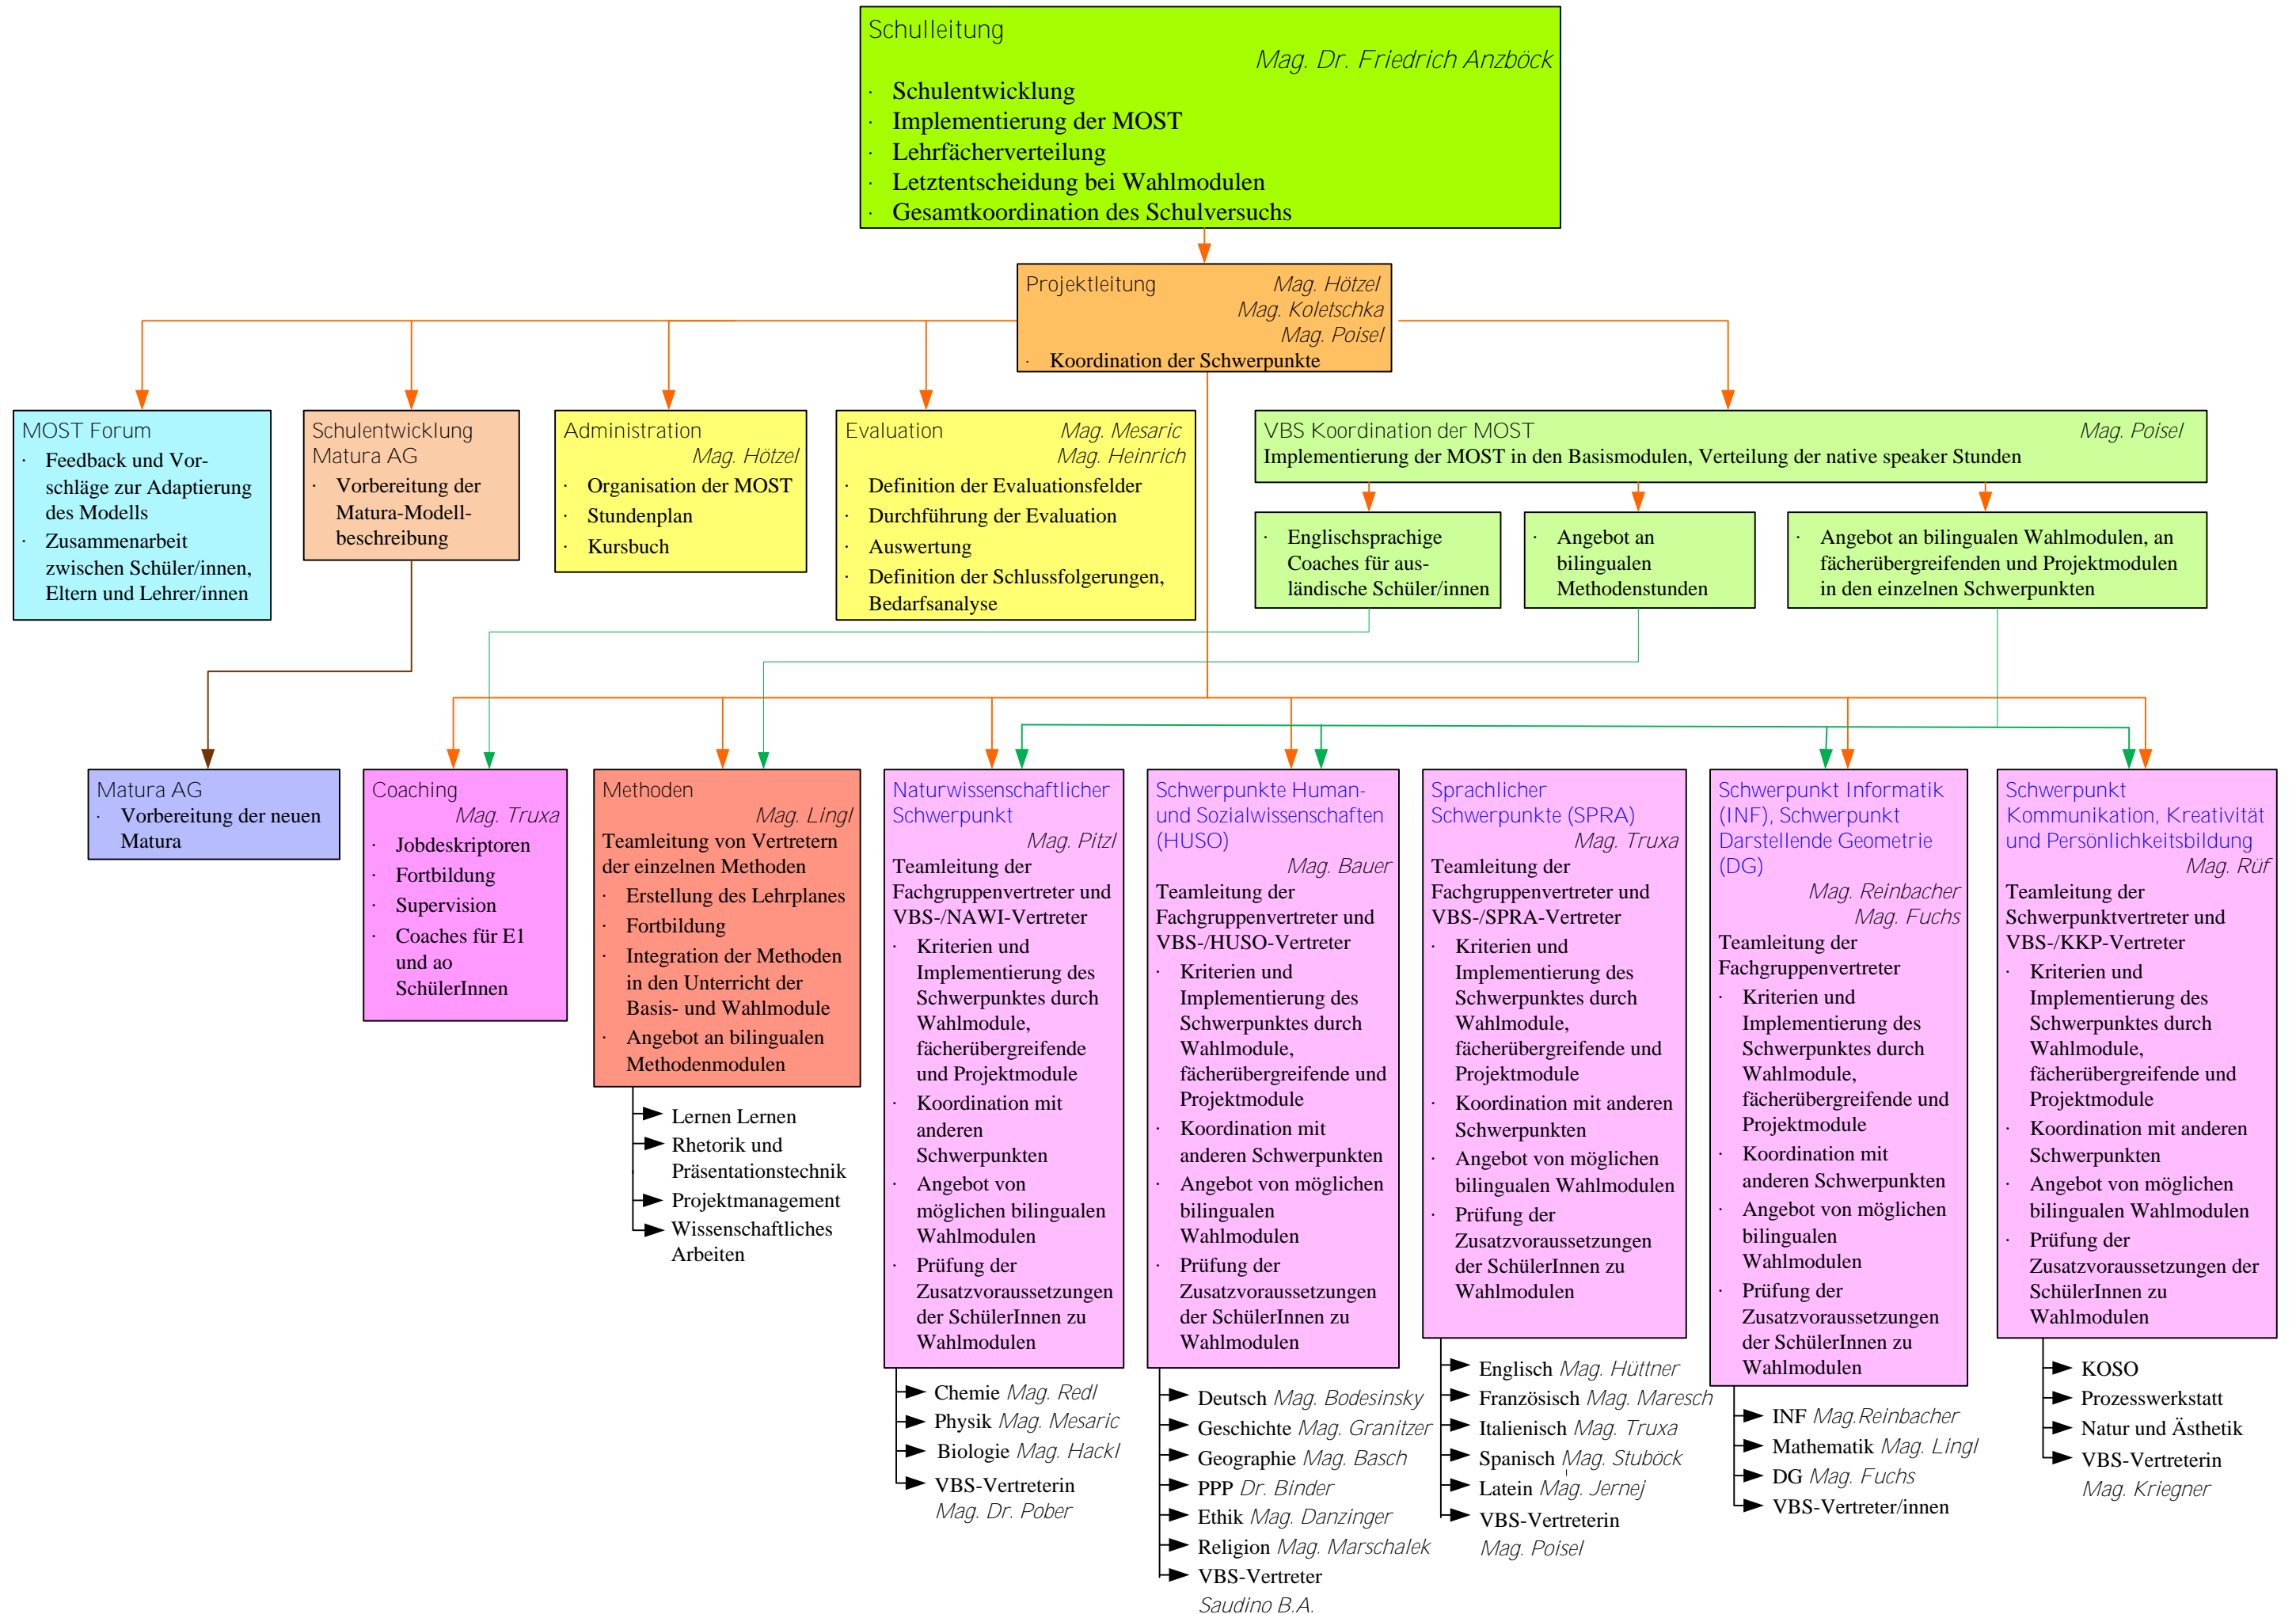 Schulleitung
Mag. Dr. Friedrich Anzböck
· Schulentwicklung
· Implementierung der MOST
· Lehrfächerverteilung
· Letztentscheidung bei Wahlmodulen
· Gesamtkoordination des Schulversuchs
Projektleitung Mag. Hötzel
Mag. Koletschka
Mag. Poisel
· Koordination der Schwerpunkte
MOST Forum
· Feedback und Vor-
schläge zur Adaptierung
des Modells
· Zusammenarbeit
zwischen Schüler/innen,
Eltern und Lehrer/innen
Schulentwicklung
Matura AG
· Vorbereitung der
Matura-Modell-
beschreibung
Administration
Mag. Hötzel
· Organisation der MOST
· Stundenplan
· Kursbuch
Evaluation Mag. Mesaric
Mag. Heinrich
· Definition der Evaluationsfelder
· Durchführung der Evaluation
· Auswertung
· Definition der Schlussfolgerungen,
Bedarfsanalyse
VBS Koordination der MOST Mag. Poisel
Implementierung der MOST in den Basismodulen, Verteilung der native speaker Stunden
· Englischsprachige
Coaches für aus-
ländische Schüler/innen
· Angebot an
bilingualen
Methodenstunden
· Angebot an bilingualen Wahlmodulen, an
fächerübergreifenden und Projektmodulen
in den einzelnen Schwerpunkten
Matura AG
· Vorbereitung der neuen
Matura
Coaching
Mag. Truxa
· Jobdeskriptoren
· Fortbildung
· Supervision
· Coaches für E1
und ao
SchülerInnen
Methoden
Mag. Lingl
Teamleitung von Vertretern
der einzelnen Methoden
· Erstellung des Lehrplanes
· Fortbildung
· Integration der Methoden
in den Unterricht der
Basis- und Wahlmodule
· Angebot an bilingualen
Methodenmodulen
Lernen Lernen
Rhetorik und
Präsentationstechnik
Projektmanagement
Wissenschaftliches
Arbeiten
Naturwissenschaftlicher
Schwerpunkt
Mag. Pitzl
Teamleitung der
Fachgruppenvertreter und
VBS-/NAWI-Vertreter
· Kriterien und
Implementierung des
Schwerpunktes durch
Wahlmodule,
fächerübergreifende
und Projektmodule
· Koordination mit
anderen
Schwerpunkten
· Angebot von
möglichen bilingualen
Wahlmodulen
· Prüfung der
Zusatzvoraussetzungen
der SchülerInnen zu
Wahlmodulen
Chemie Mag. Redl
Physik Mag. Mesaric
Biologie Mag. Hackl
VBS-Vertreterin
Mag. Dr. Pober
Schwerpunkte Human-
und Sozialwissenschaften
(HUSO)
Mag. Bauer
Teamleitung der
Fachgruppenvertreter und
VBS-/HUSO-Vertreter
· Kriterien und
Implementierung des
Schwerpunktes durch
Wahlmodule,
fächerübergreifende und
Projektmodule
· Koordination mit
anderen Schwerpunkten
· Angebot von möglichen
bilingualen
Wahlmodulen
· Prüfung der
Zusatzvoraussetzungen
der SchülerInnen zu
Wahlmodulen
Deutsch Mag. Bodesinsky
Geschichte Mag. Granitzer
Geographie Mag. Basch
PPP Dr. Binder
Ethik Mag. Danzinger
Religion Mag. Marschalek
VBS-Vertreter
Saudino B.A.
Sprachlicher
Schwerpunkte (SPRA)
Mag. Truxa
Teamleitung der
Fachgruppenvertreter und
VBS-/SPRA-Vertreter
· Kriterien und
Implementierung des
Schwerpunktes durch
Wahlmodule,
fächerübergreifende und
Projektmodule
· Koordination mit anderen
Schwerpunkten
· Angebot von möglichen
bilingualen Wahlmodulen
· Prüfung der
Zusatzvoraussetzungen
der SchülerInnen zu
Wahlmodulen
Englisch Mag. Hüttner
Französisch Mag. Maresch
Italienisch Mag. Truxa
Spanisch Mag. Stuböck
Latein Mag. Jernej
VBS-Vertreterin
Mag. Poisel
Schwerpunkt Informatik
(INF), Schwerpunkt
Darstellende Geometrie
(DG)
Mag. Reinbacher
Mag. Fuchs
Teamleitung der
Fachgruppenvertreter
· Kriterien und
Implementierung des
Schwerpunktes durch
Wahlmodule,
fächerübergreifende und
Projektmodule
· Koordination mit
anderen Schwerpunkten
· Angebot von möglichen
bilingualen
Wahlmodulen
· Prüfung der
Zusatzvoraussetzungen
der SchülerInnen zu
Wahlmodulen
INF Mag.Reinbacher
Mathematik Mag. Lingl
DG Mag. Fuchs
VBS-Vertreter/innen
Schwerpunkt
Kommunikation, Kreativität
und Persönlichkeitsbildung
Mag. Rüf
Teamleitung der
Schwerpunktvertreter und
VBS-/KKP-Vertreter
· Kriterien und
Implementierung des
Schwerpunktes durch
Wahlmodule,
fächerübergreifende und
Projektmodule
· Koordination mit anderen
Schwerpunkten
· Angebot von möglichen
bilingualen Wahlmodulen
· Prüfung der
Zusatzvoraussetzungen der
SchülerInnen zu
Wahlmodulen
KOSO
Prozesswerkstatt
Natur und Ästhetik
VBS-Vertreterin
Mag. Kriegner